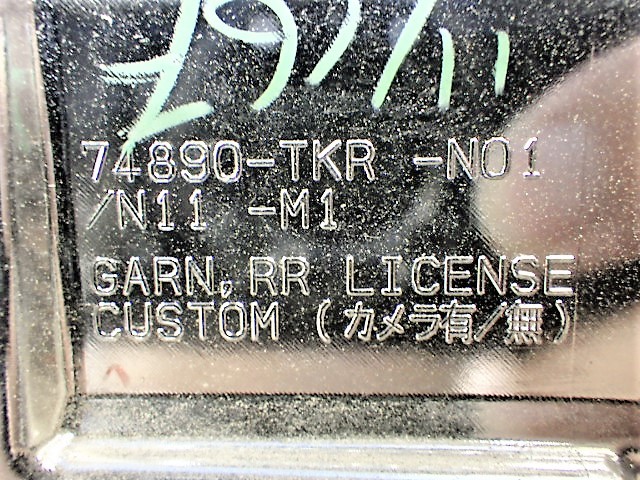 74890-TKR -N01
/N11 -M1
GARN, RR LICENSE
CUSTOM (カメラ有/無)